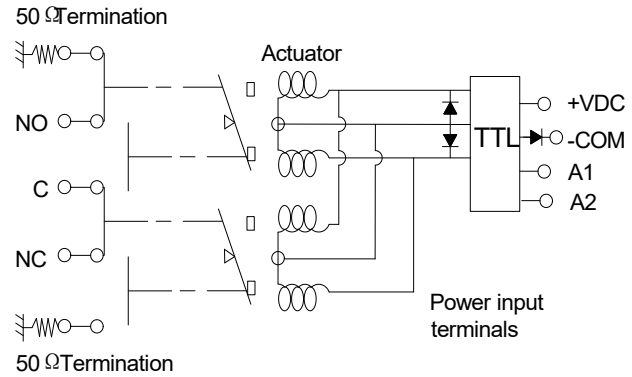 50 ΩTermination
Actuator
+VDC
NO
TTL
-COM
A1
C
A2
NC
Power input
terminals
50 ΩTermination